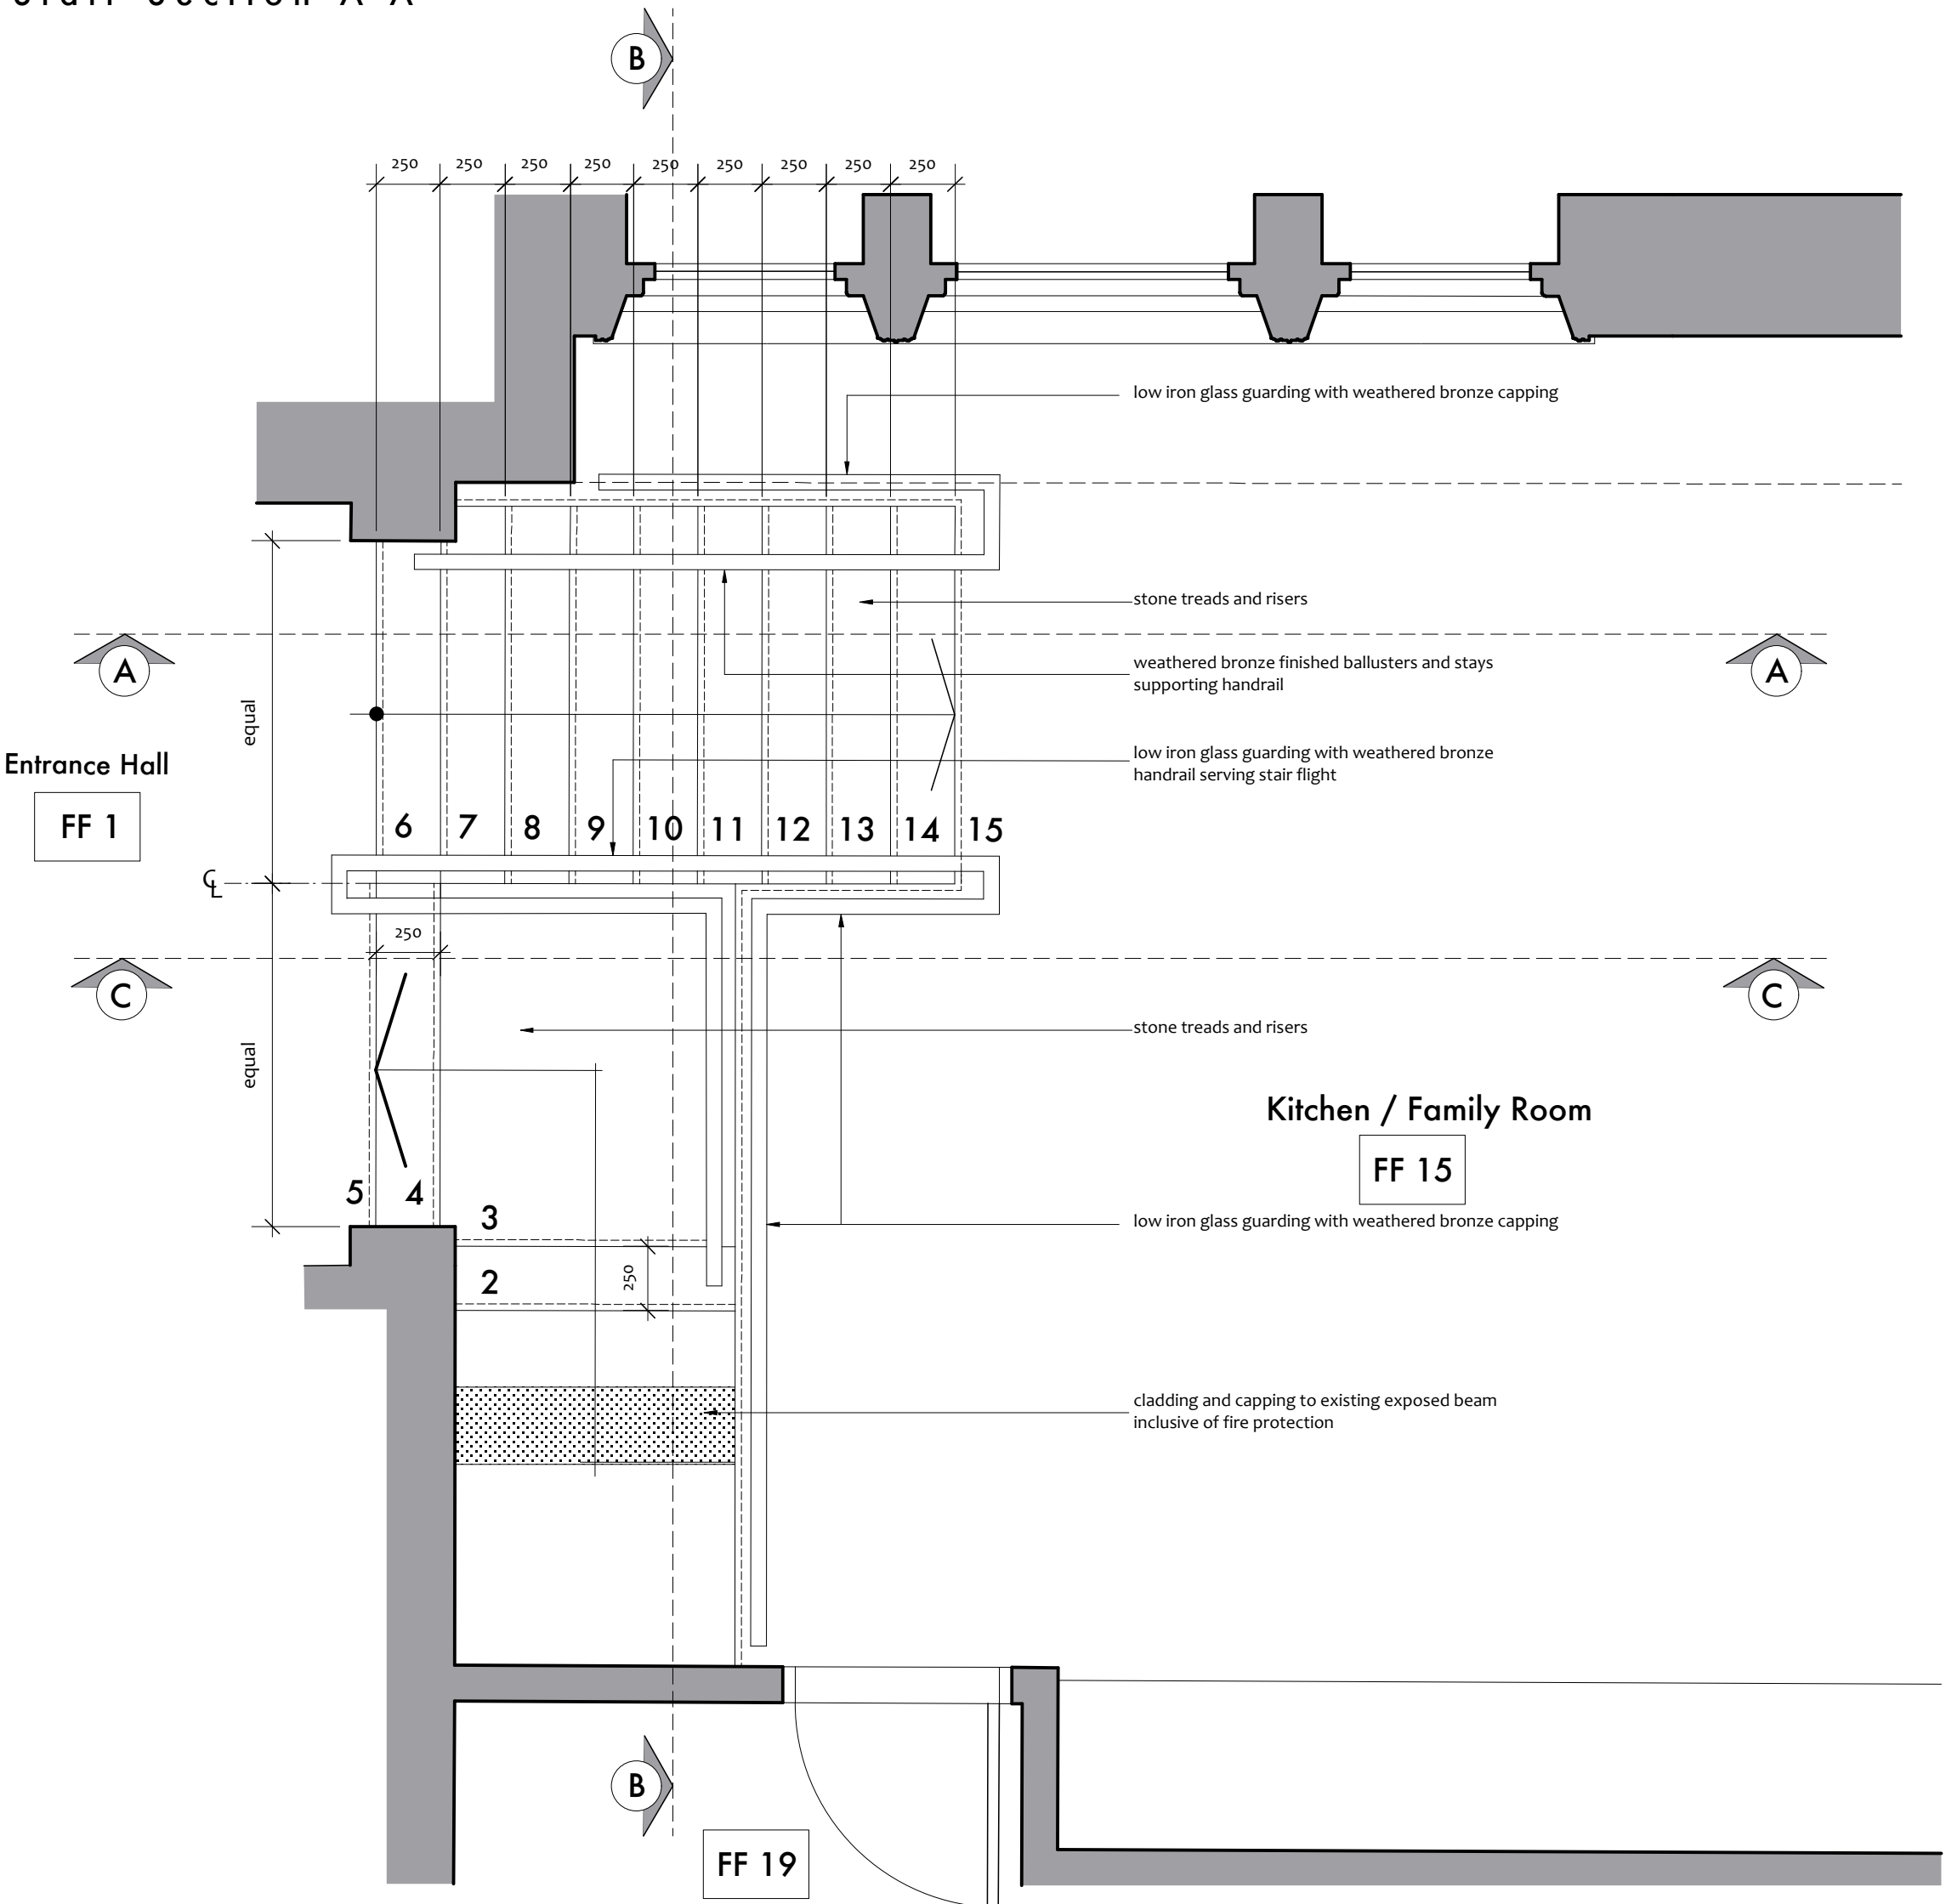 B
250 250 250 250 250 250 250 250 250
low iron glass guarding with weathered bronze capping
stone treads and risers
A
A
weathered bronze finished ballusters and stays
supporting handrail
equal
Entrance Hall
FF 1
low iron glass guarding with weathered bronze
handrail serving stair flight
6 7 8 9 10 11 12 13 14 15
CL
250
C
C
stone treads and risers
equal
Kitchen / Family Room
FF 15
5 4
3
low iron glass guarding with weathered bronze capping
2
250
cladding and capping to existing exposed beam
inclusive of fire protection
B
FF 19